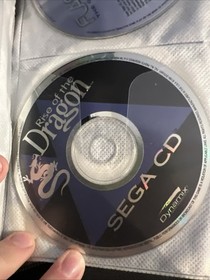 Rise of the
Dragon
SEGA CD
Dynamix